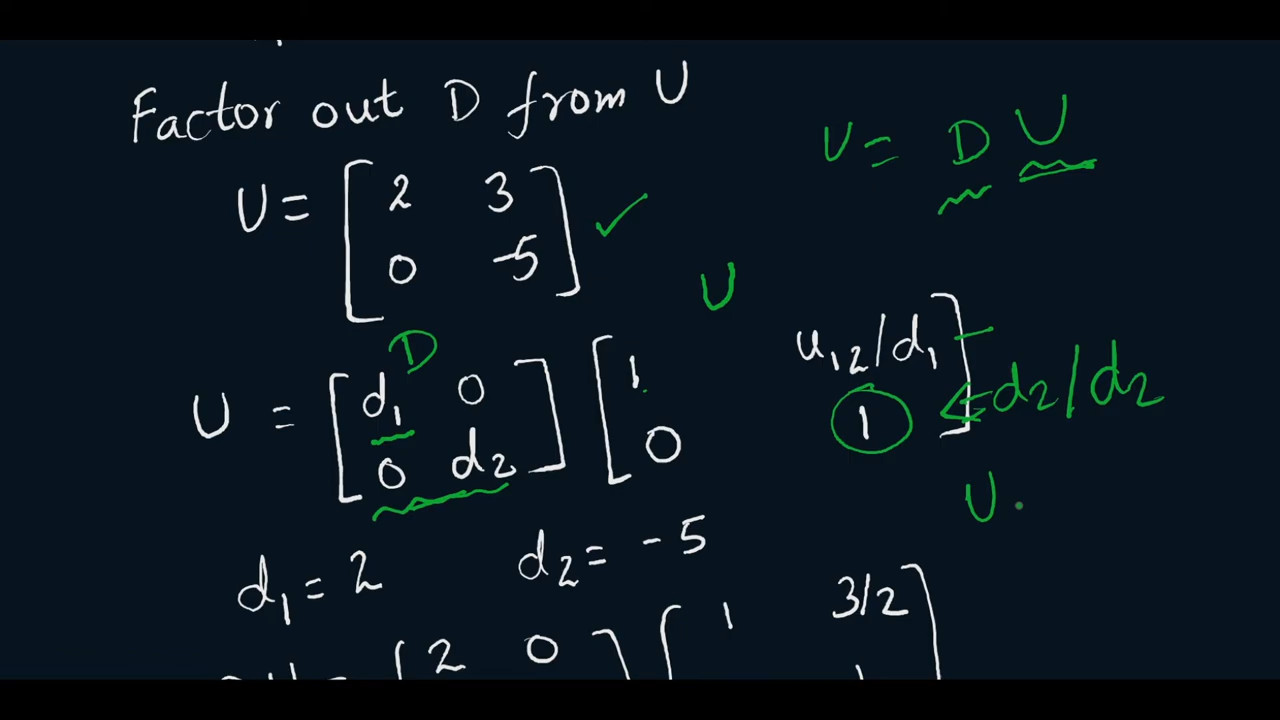 Factor out D from U
U = D U
U = [ 2 3
0 -5 ] ✓
U
D
U = [ d₁ 0
0 d₂ ] [ 1 u₁₂/d₁
0 1 ] ← d₂/d₂
U .
d₁ = 2 d₂ = -5
[ 2 0 ] [ 1 3/2 ]